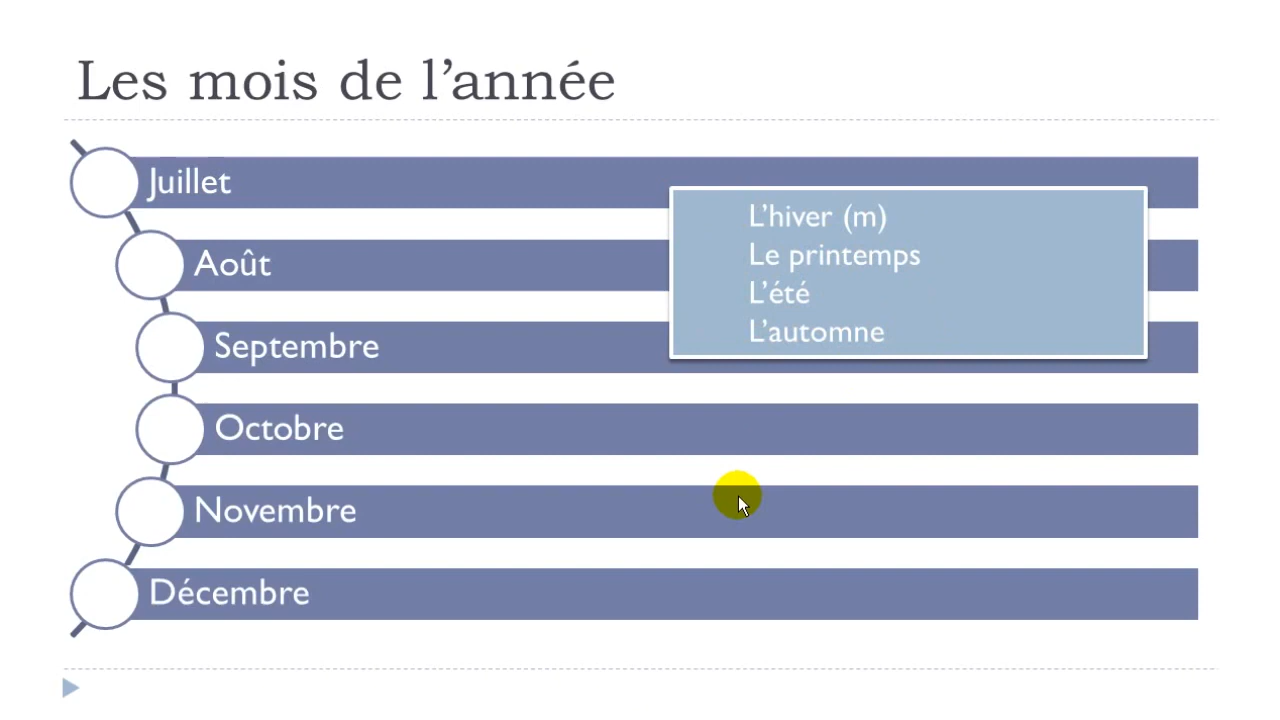 Les mois de l’année
Juillet
Août
Septembre
Octobre
Novembre
Décembre
L’hiver (m)
Le printemps
L’été
L’automne